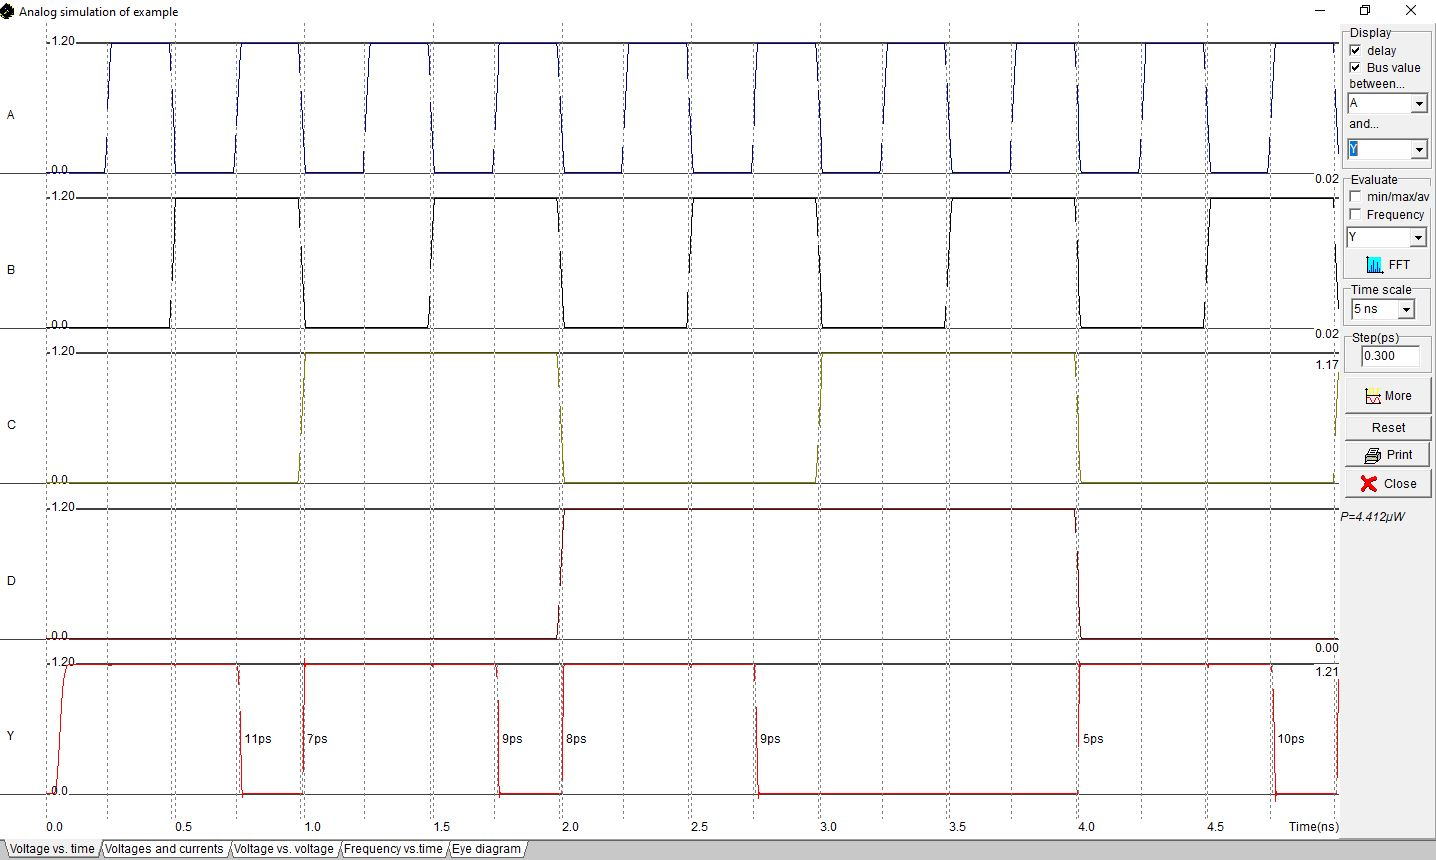 Analog simulation of example
1.20
A
0.0
0.02
1.20
B
0.0
0.02
1.20
1.17
C
0.0
1.20
D
0.0
0.00
1.20
1.21
Y
11ps 7ps 9ps 8ps 9ps 5ps 10ps
0.0
0.0 0.5 1.0 1.5 2.0 2.5 3.0 3.5 4.0 4.5 Time(ns)
Voltage vs. time Voltages and currents Voltage vs. voltage Frequency vs.time Eye diagram
Display
delay
Bus value
between...
A
and...
Y
Evaluate
min/max/av
Frequency
Y
FFT
Time scale
5 ns
Step(ps)
0.300
More
Reset
Print
Close
P=4.412µW